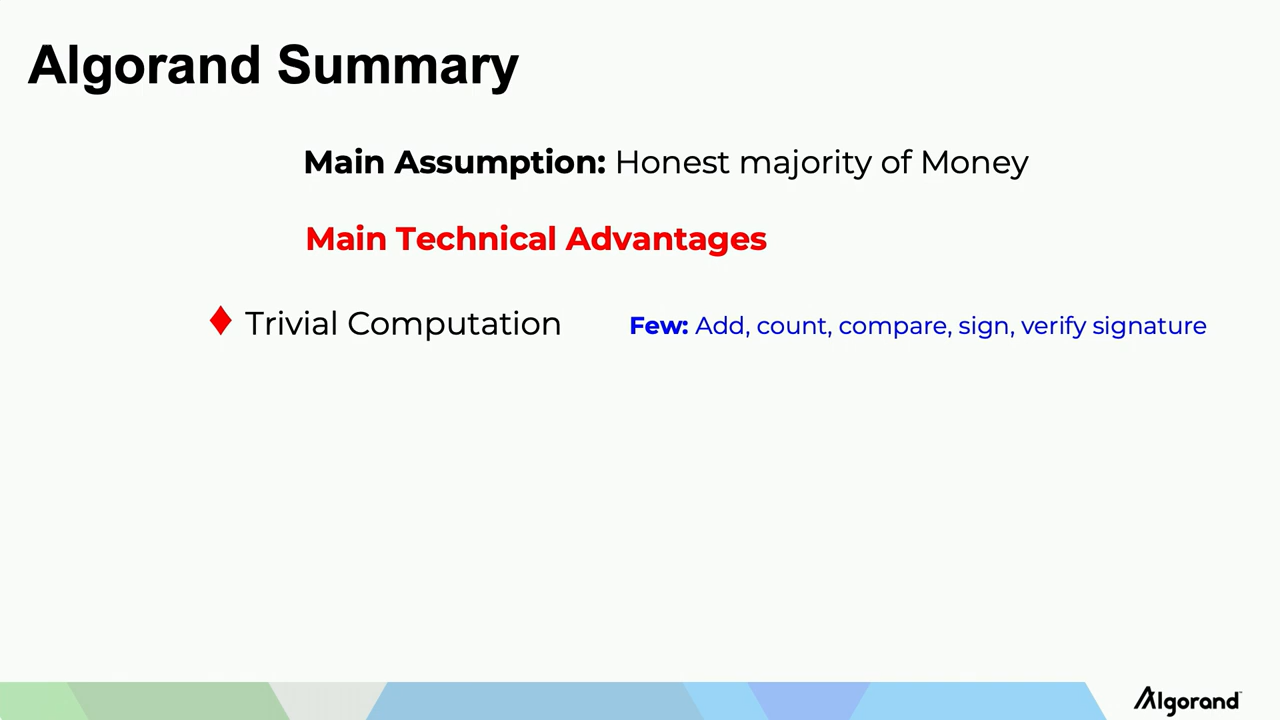 Algorand Summary
Main Assumption: Honest majority of Money
Main Technical Advantages
♦ Trivial Computation
Few: Add, count, compare, sign, verify signature
Algorand